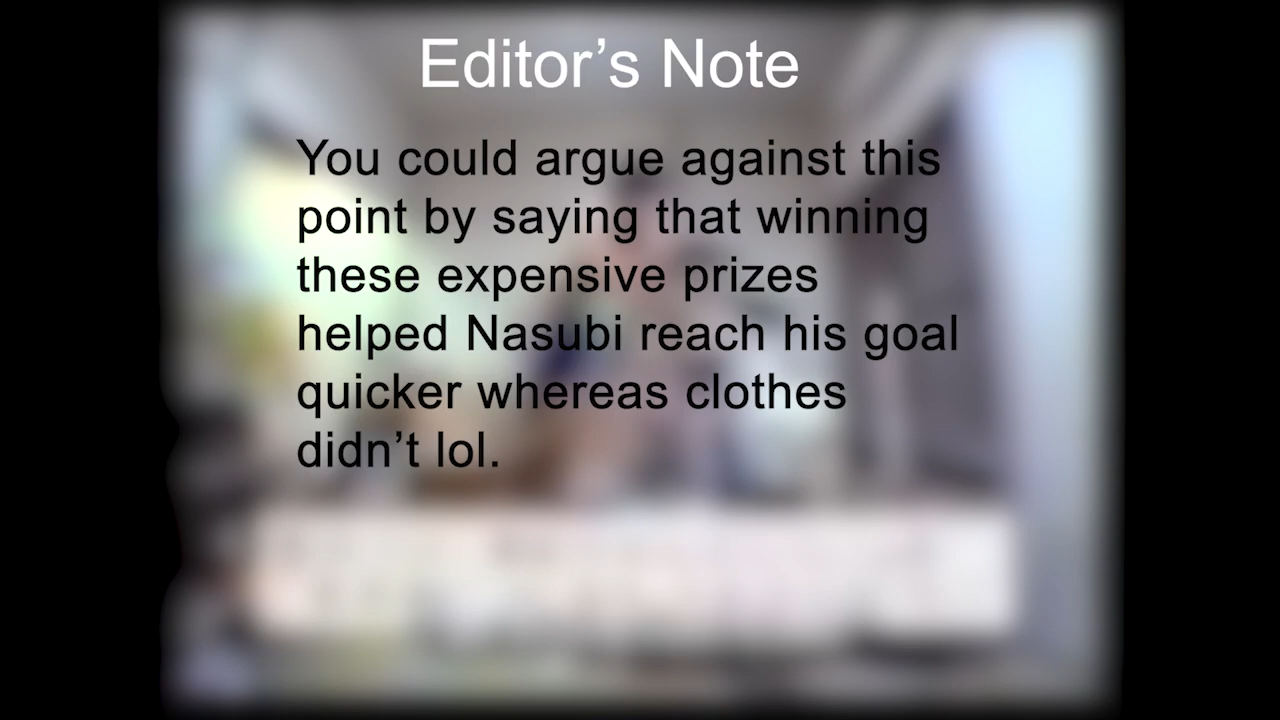 Editor’s Note
You could argue against this
point by saying that winning
these expensive prizes
helped Nasubi reach his goal
quicker whereas clothes
didn’t lol.